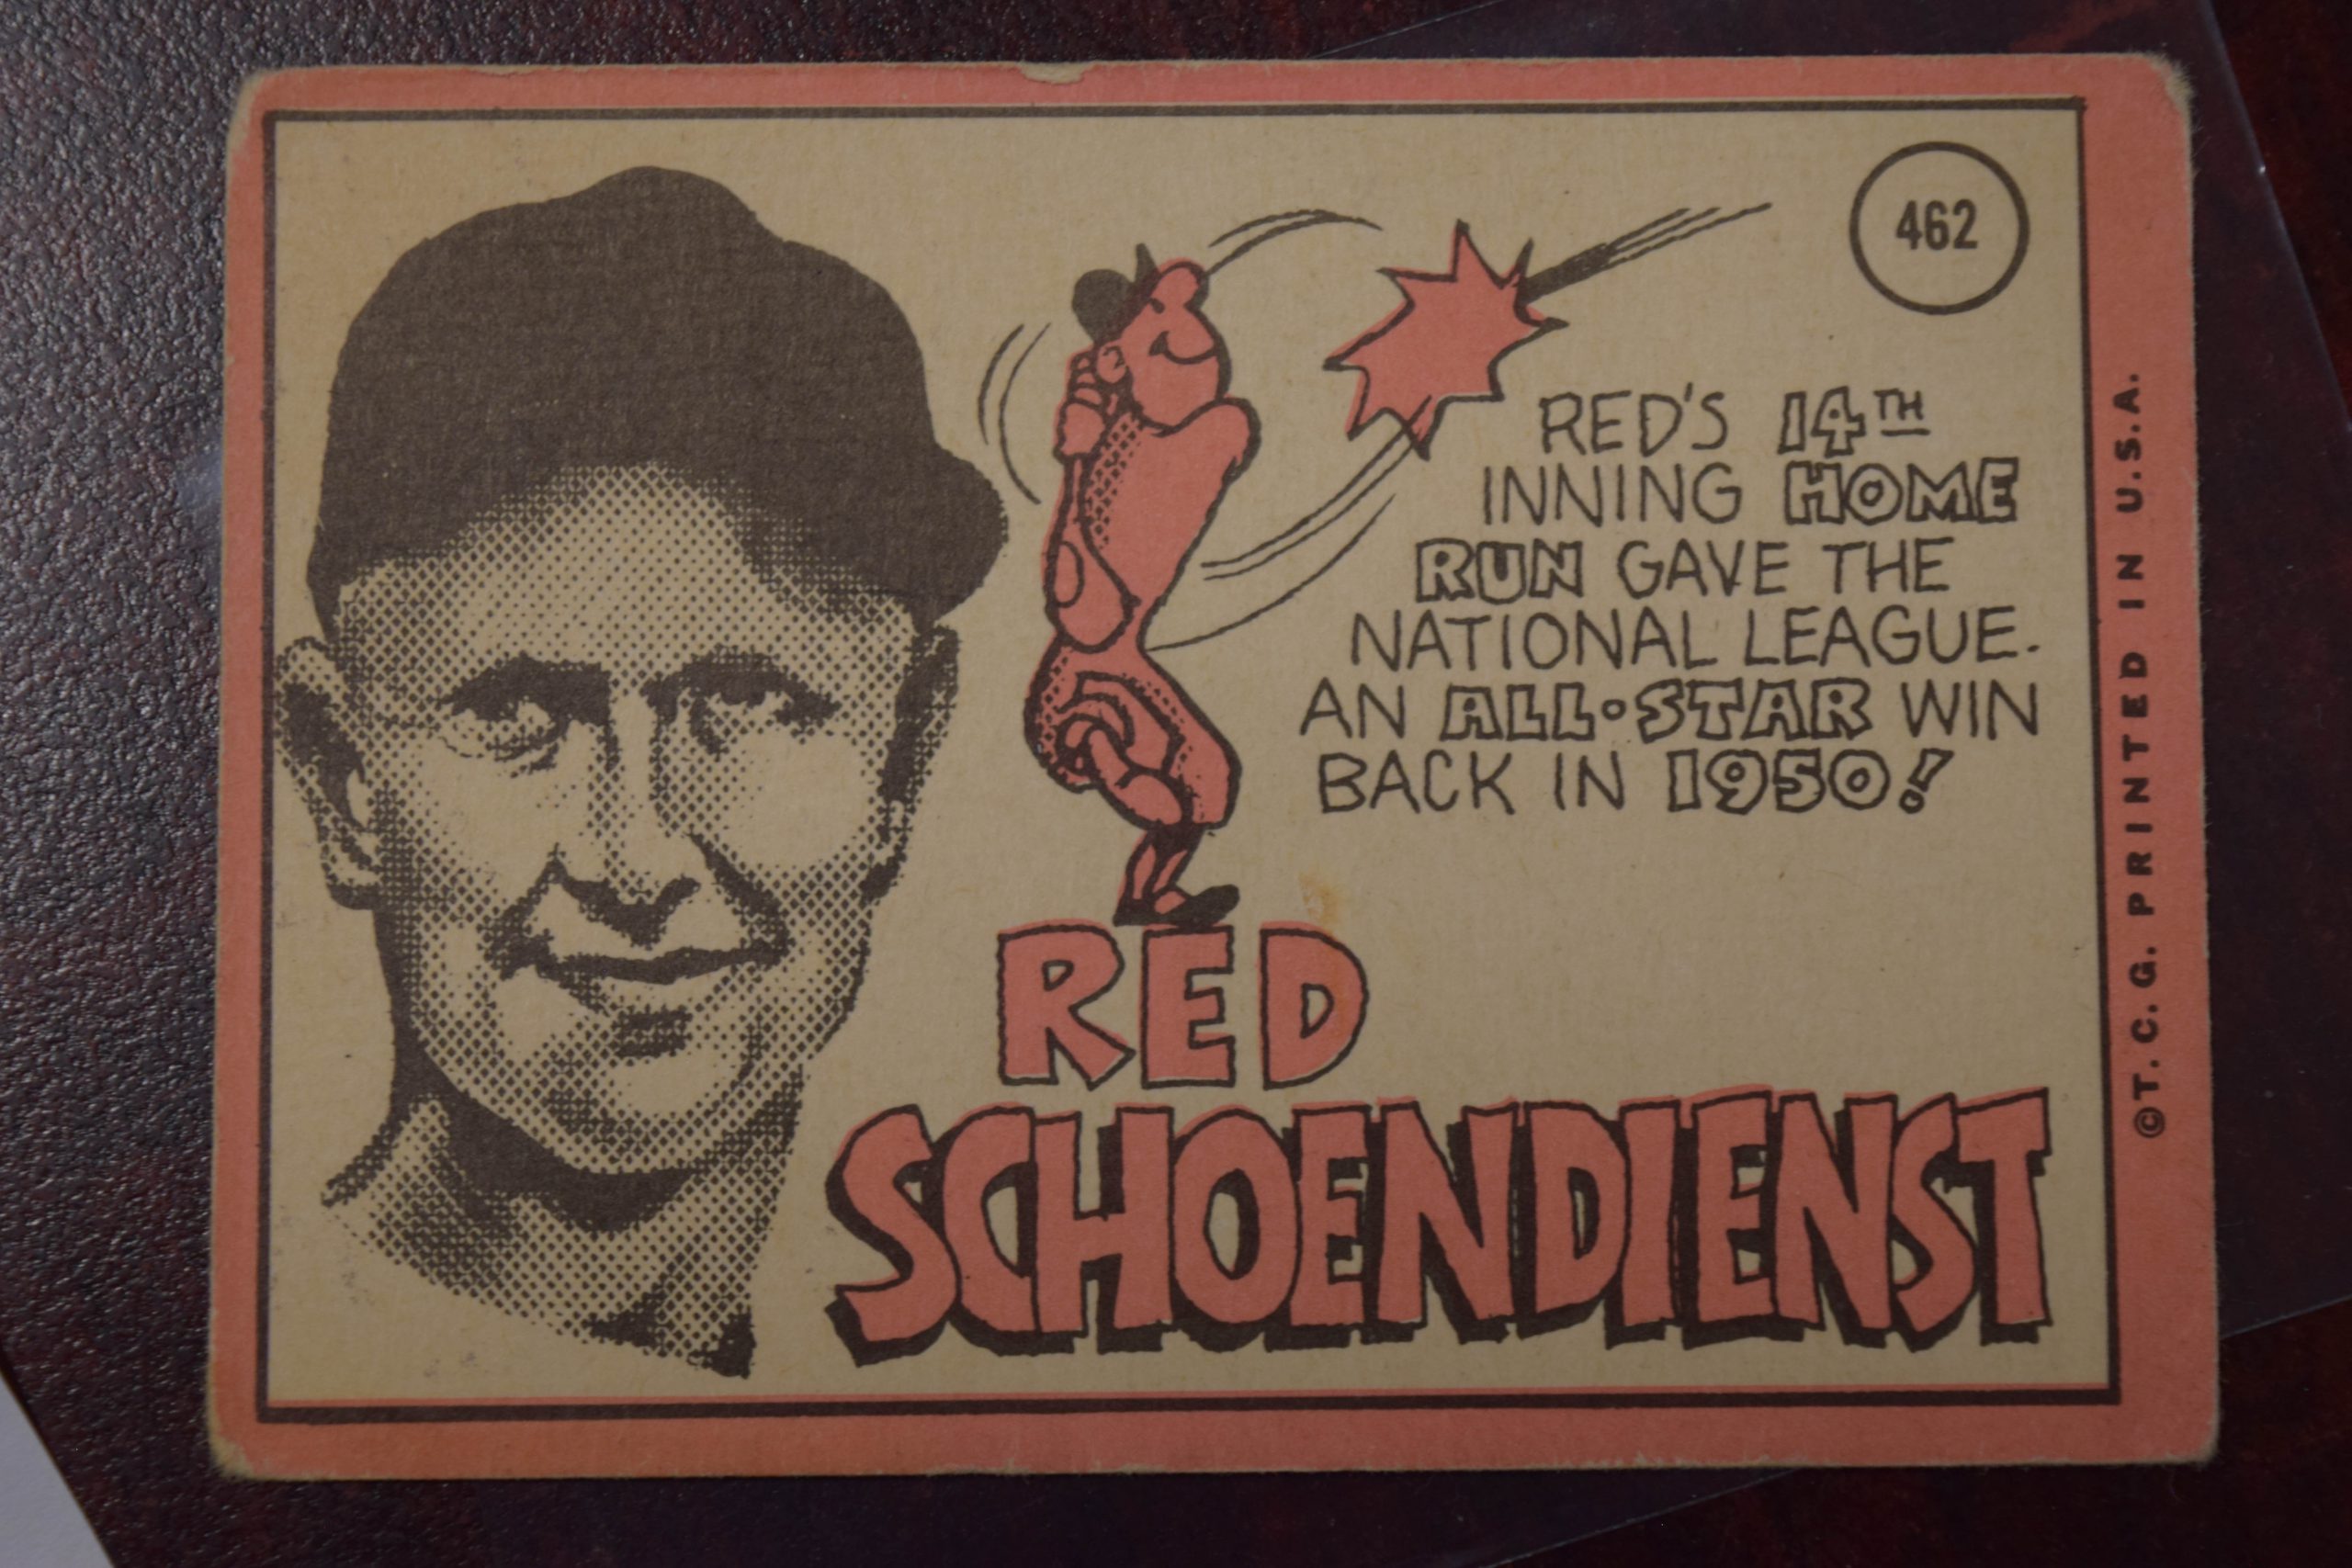 462
RED'S 14TH
INNING HOME
RUN GAVE THE
NATIONAL LEAGUE.
AN ALL•STAR WIN
BACK IN 1950!
RED
SCHOENDIENST
©T.C.G. PRINTED IN U.S.A.